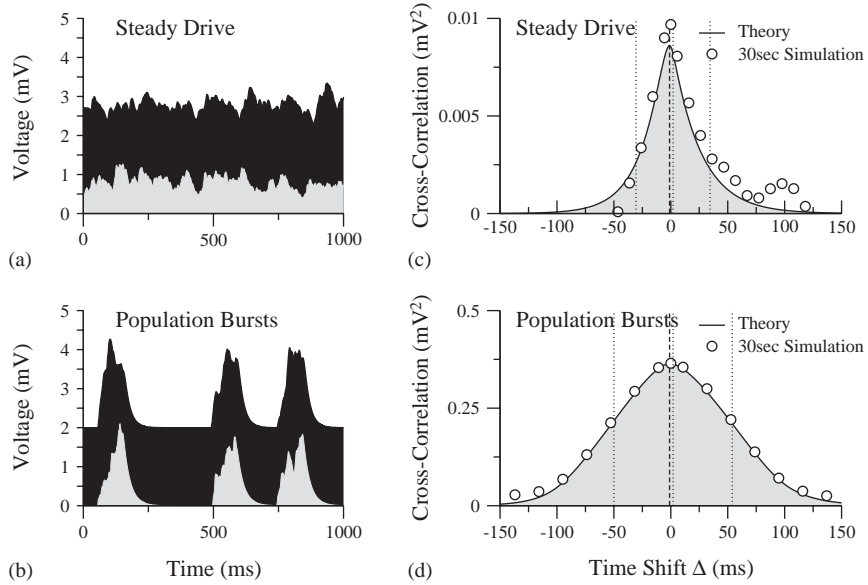 Steady Drive
5
4
3
2
1
0
Voltage (mV)
0
500
1000
(a)
Steady Drive
Theory
30sec Simulation
0.01
0.005
0
Cross-Correlation (mV²)
-150
-100
-50
0
50
100
150
(c)
Population Bursts
5
4
3
2
1
0
Voltage (mV)
0
500
1000
(b)
Time (ms)
Population Bursts
Theory
30sec Simulation
0.5
0.25
0
Cross-Correlation (mV²)
-150
-100
-50
0
50
100
150
(d)
Time Shift Δ (ms)